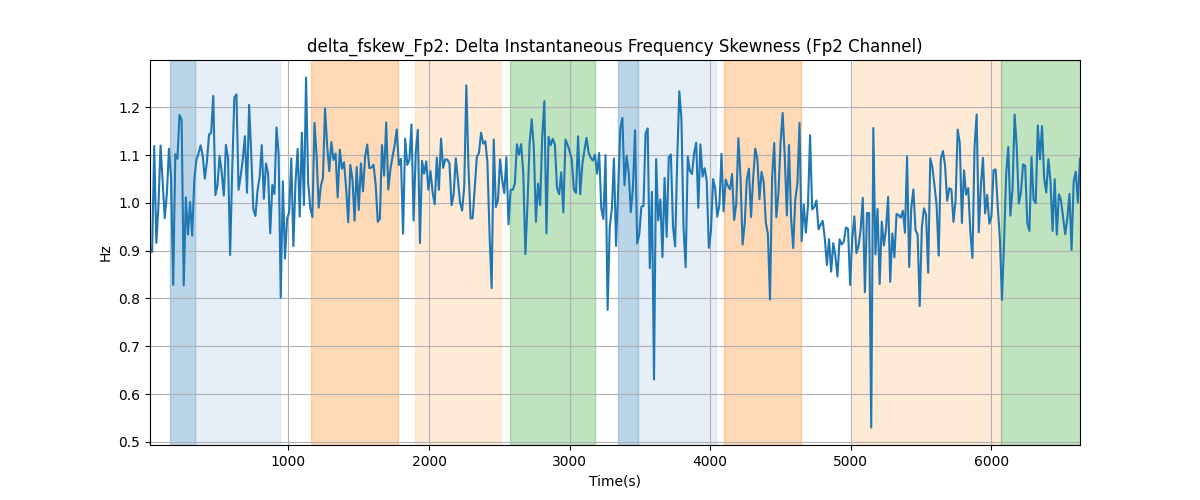 delta_fskew_Fp2: Delta Instantaneous Frequency Skewness (Fp2 Channel)
1.2
1.1
1.0
0.9
0.8
0.7
0.6
0.5
Hz
1000 2000 3000 4000 5000 6000
Time(s)